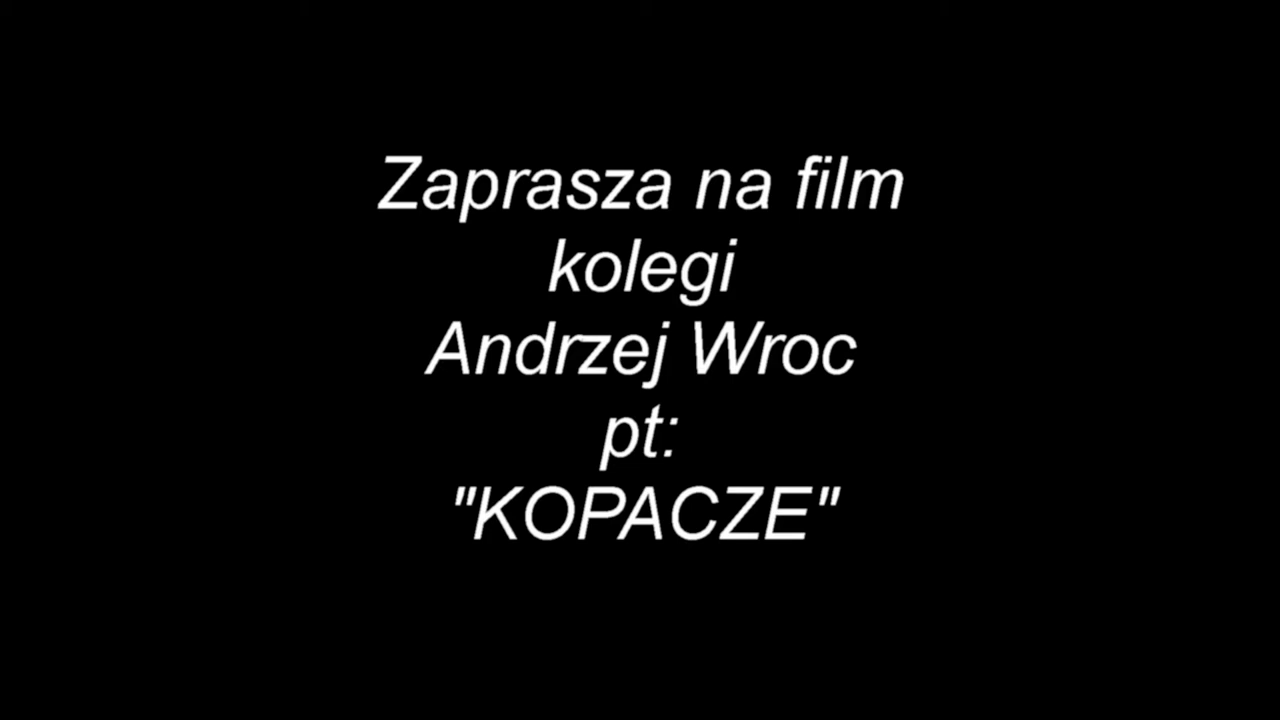 Zaprasza na film
kolegi
Andrzej Wroc
pt:
"KOPACZE"